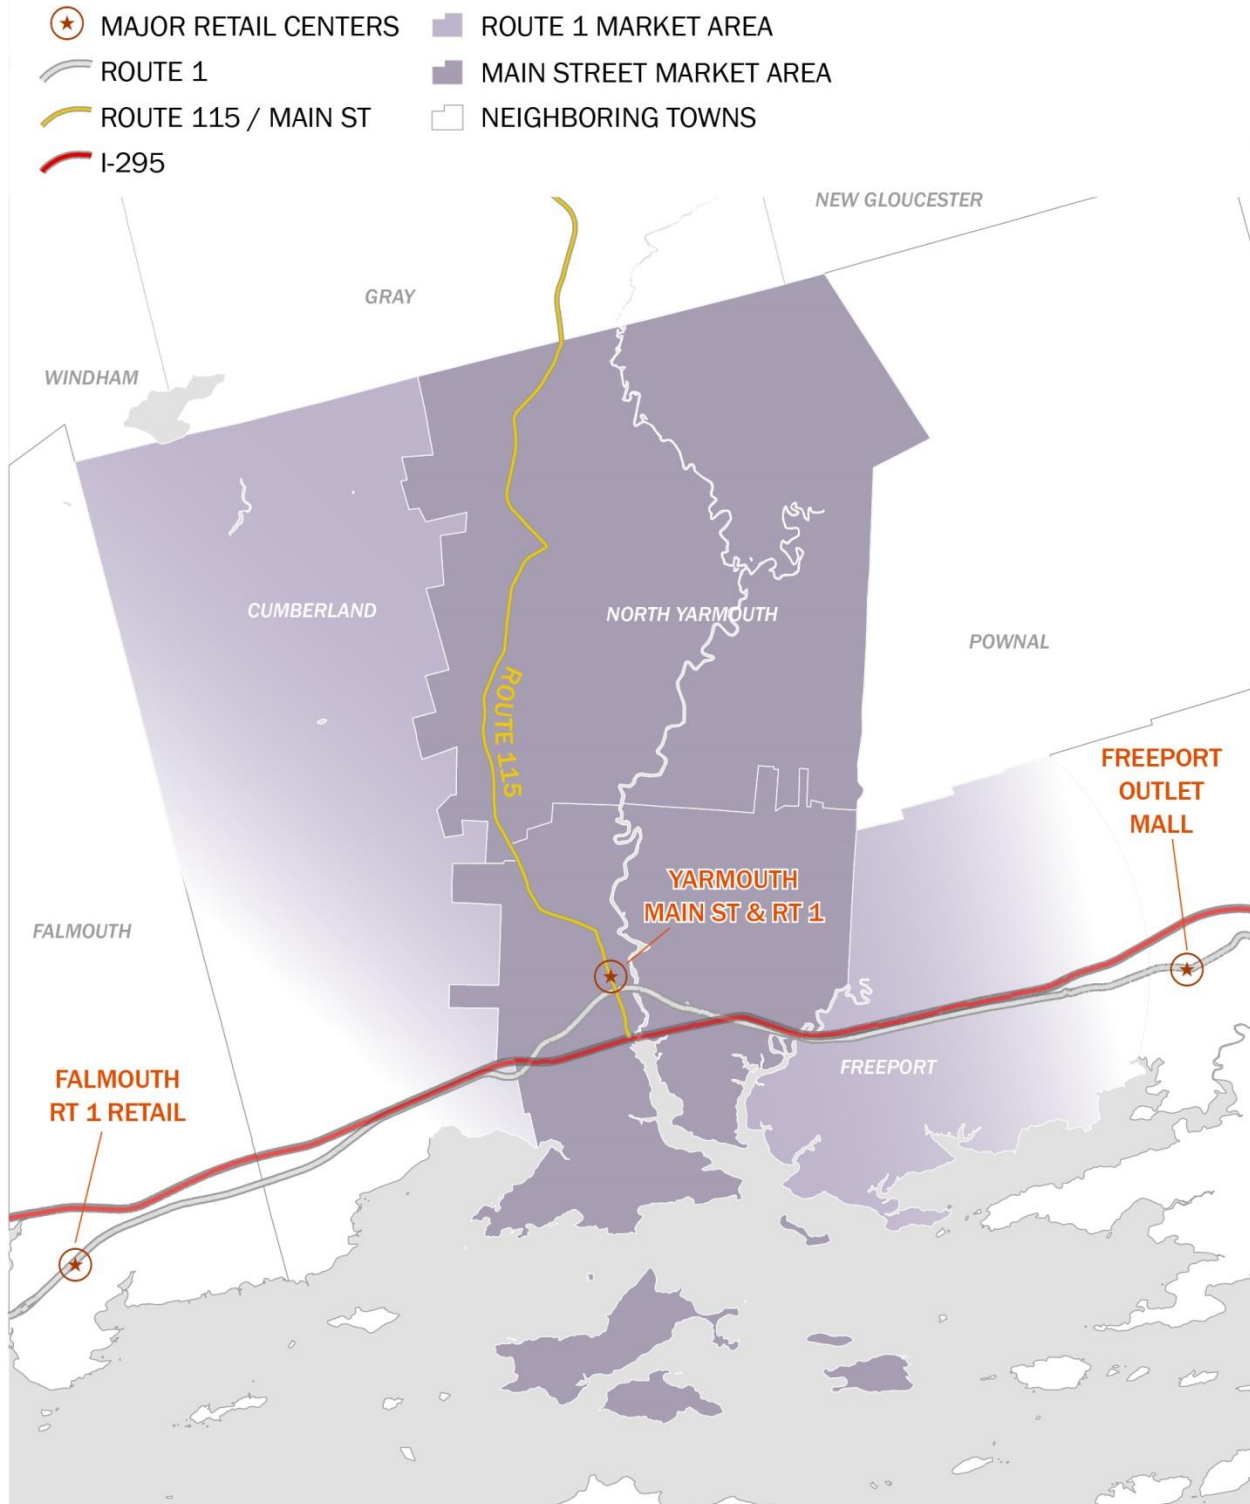 MAJOR RETAIL CENTERS
ROUTE 1
ROUTE 115 / MAIN ST
I-295
ROUTE 1 MARKET AREA
MAIN STREET MARKET AREA
NEIGHBORING TOWNS
NEW GLOUCESTER
GRAY
WINDHAM
CUMBERLAND
NORTH YARMOUTH
POWNAL
ROUTE 115
FREEPORT
OUTLET
MALL
YARMOUTH
MAIN ST & RT 1
FALMOUTH
FREEPORT
FALMOUTH
RT 1 RETAIL